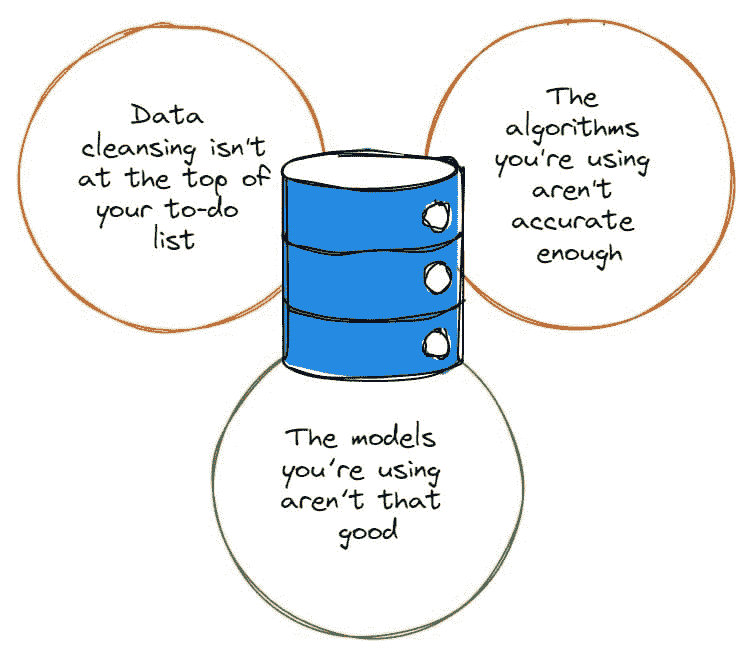 Data
cleansing isn't
at the top of
your to-do
list
The
algorithms
you're using
aren't
accurate
enough
The models
you're using
aren't that
good